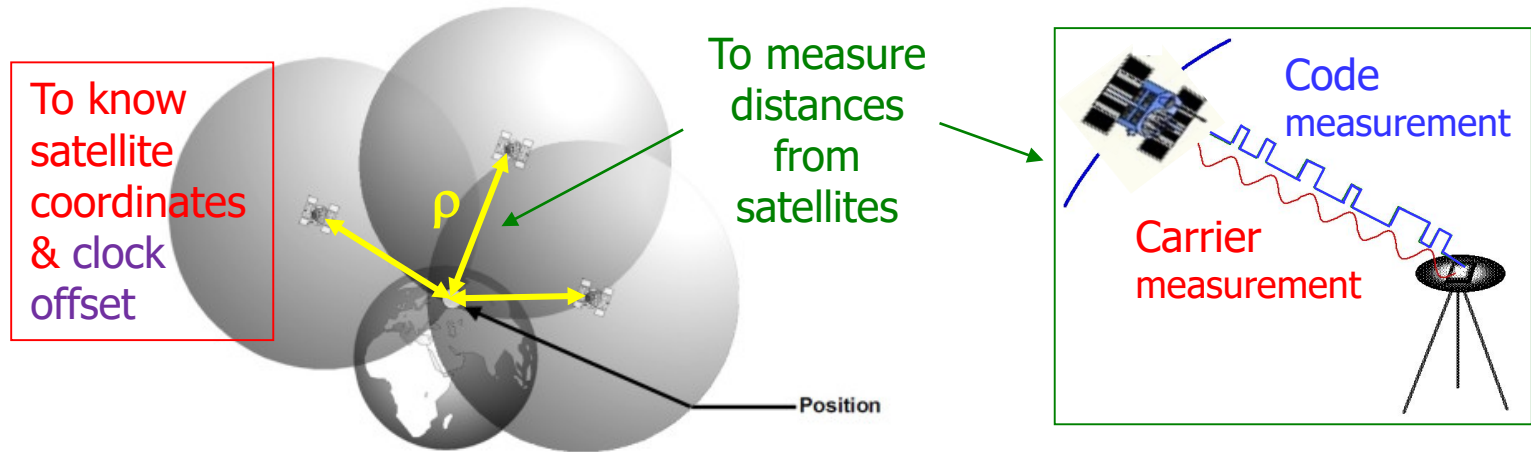 To know
satellite
coordinates
& clock
offset
ρ
To measure
distances
from
satellites
Position
Code
measurement
Carrier
measurement